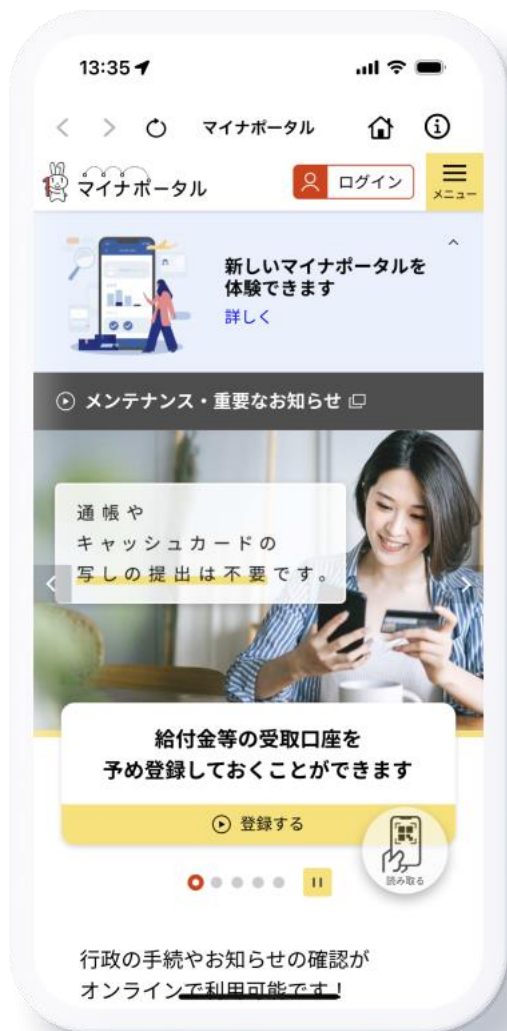 13:35
マイナポータル
マイナポータル
ログイン
メニュー
新しいマイナポータルを
体験できます
詳しく
メンテナンス・重要なお知らせ
通帳や
キャッシュカードの
写しの提出は不要です。
給付金等の受取口座を
予め登録しておくことができます
登録する
読み取る
行政の手続やお知らせの確認が
オンラインで利用可能です！